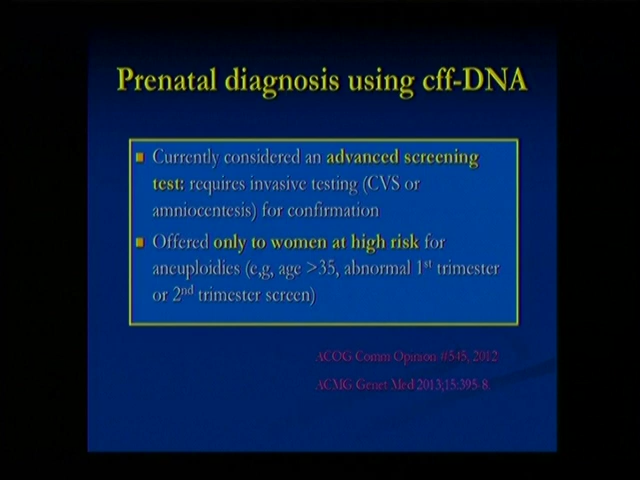 Prenatal diagnosis using cff-DNA
Currently considered an advanced screening
test: requires invasive testing (CVS or
amniocentesis) for confirmation
Offered only to women at high risk for
aneuploidies (e,g, age >35, abnormal 1st trimester
or 2nd trimester screen)
ACOG Comm Opinion #545, 2012
ACMG Genet Med 2013;15:395-8.